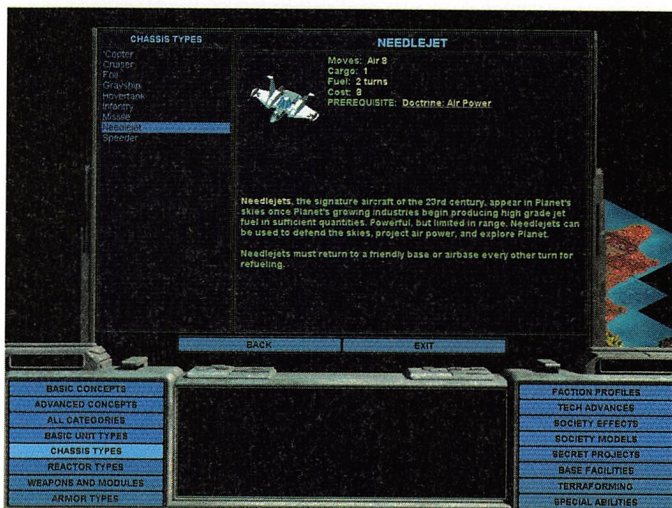 CHASSIS TYPES
'Copter
Cruiser
Foil
Gravship
Hovertank
Infantry
Missile
Needlejet
Speeder
NEEDLEJET
Moves: Air 8
Cargo: 1
Fuel: 2 turns
Cost: 8
PREREQUISITE: Doctrine: Air Power
Needlejets, the signature aircraft of the 23rd century, appear in Planet's
skies once Planet's growing industries begin producing high grade jet
fuel in sufficient quantities. Powerful, but limited in range, Needlejets can
be used to defend the skies, project air power, and explore Planet.
Needlejets must return to a friendly base or airbase every other turn for
refueling.
BACK
EXIT
BASIC CONCEPTS
ADVANCED CONCEPTS
ALL CATEGORIES
BASIC UNIT TYPES
CHASSIS TYPES
REACTOR TYPES
WEAPONS AND MODULES
ARMOR TYPES
FACTION PROFILES
TECH ADVANCES
SOCIETY EFFECTS
SOCIETY MODELS
SECRET PROJECTS
BASE FACILITIES
TERRAFORMING
SPECIAL ABILITIES